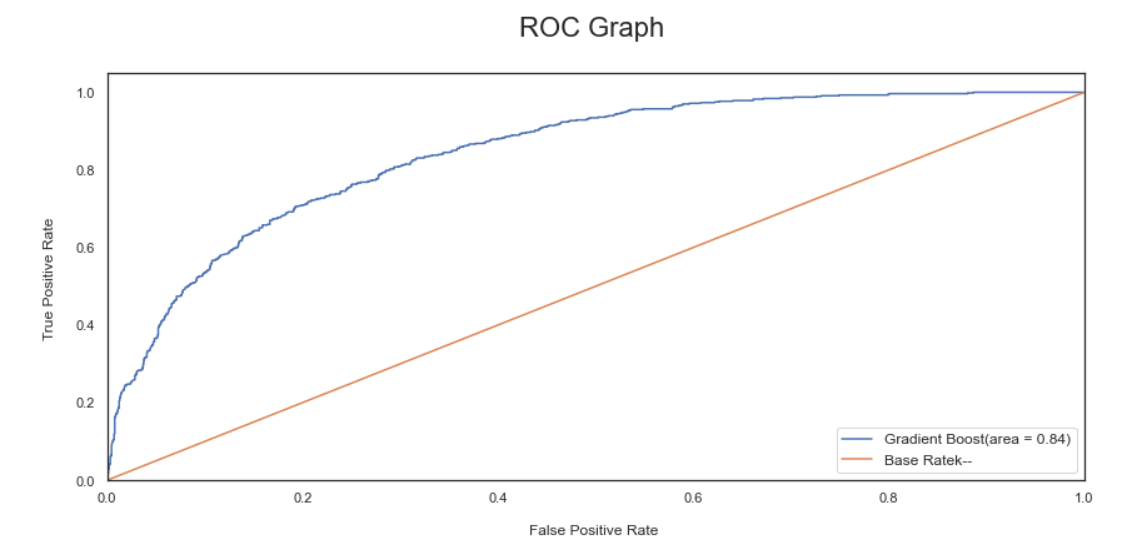 ROC Graph
1.0
0.8
0.6
0.4
0.2
0.0
True Positive Rate
Gradient Boost(area = 0.84)
Base Ratek--
0.0 0.2 0.4 0.6 0.8 1.0
False Positive Rate